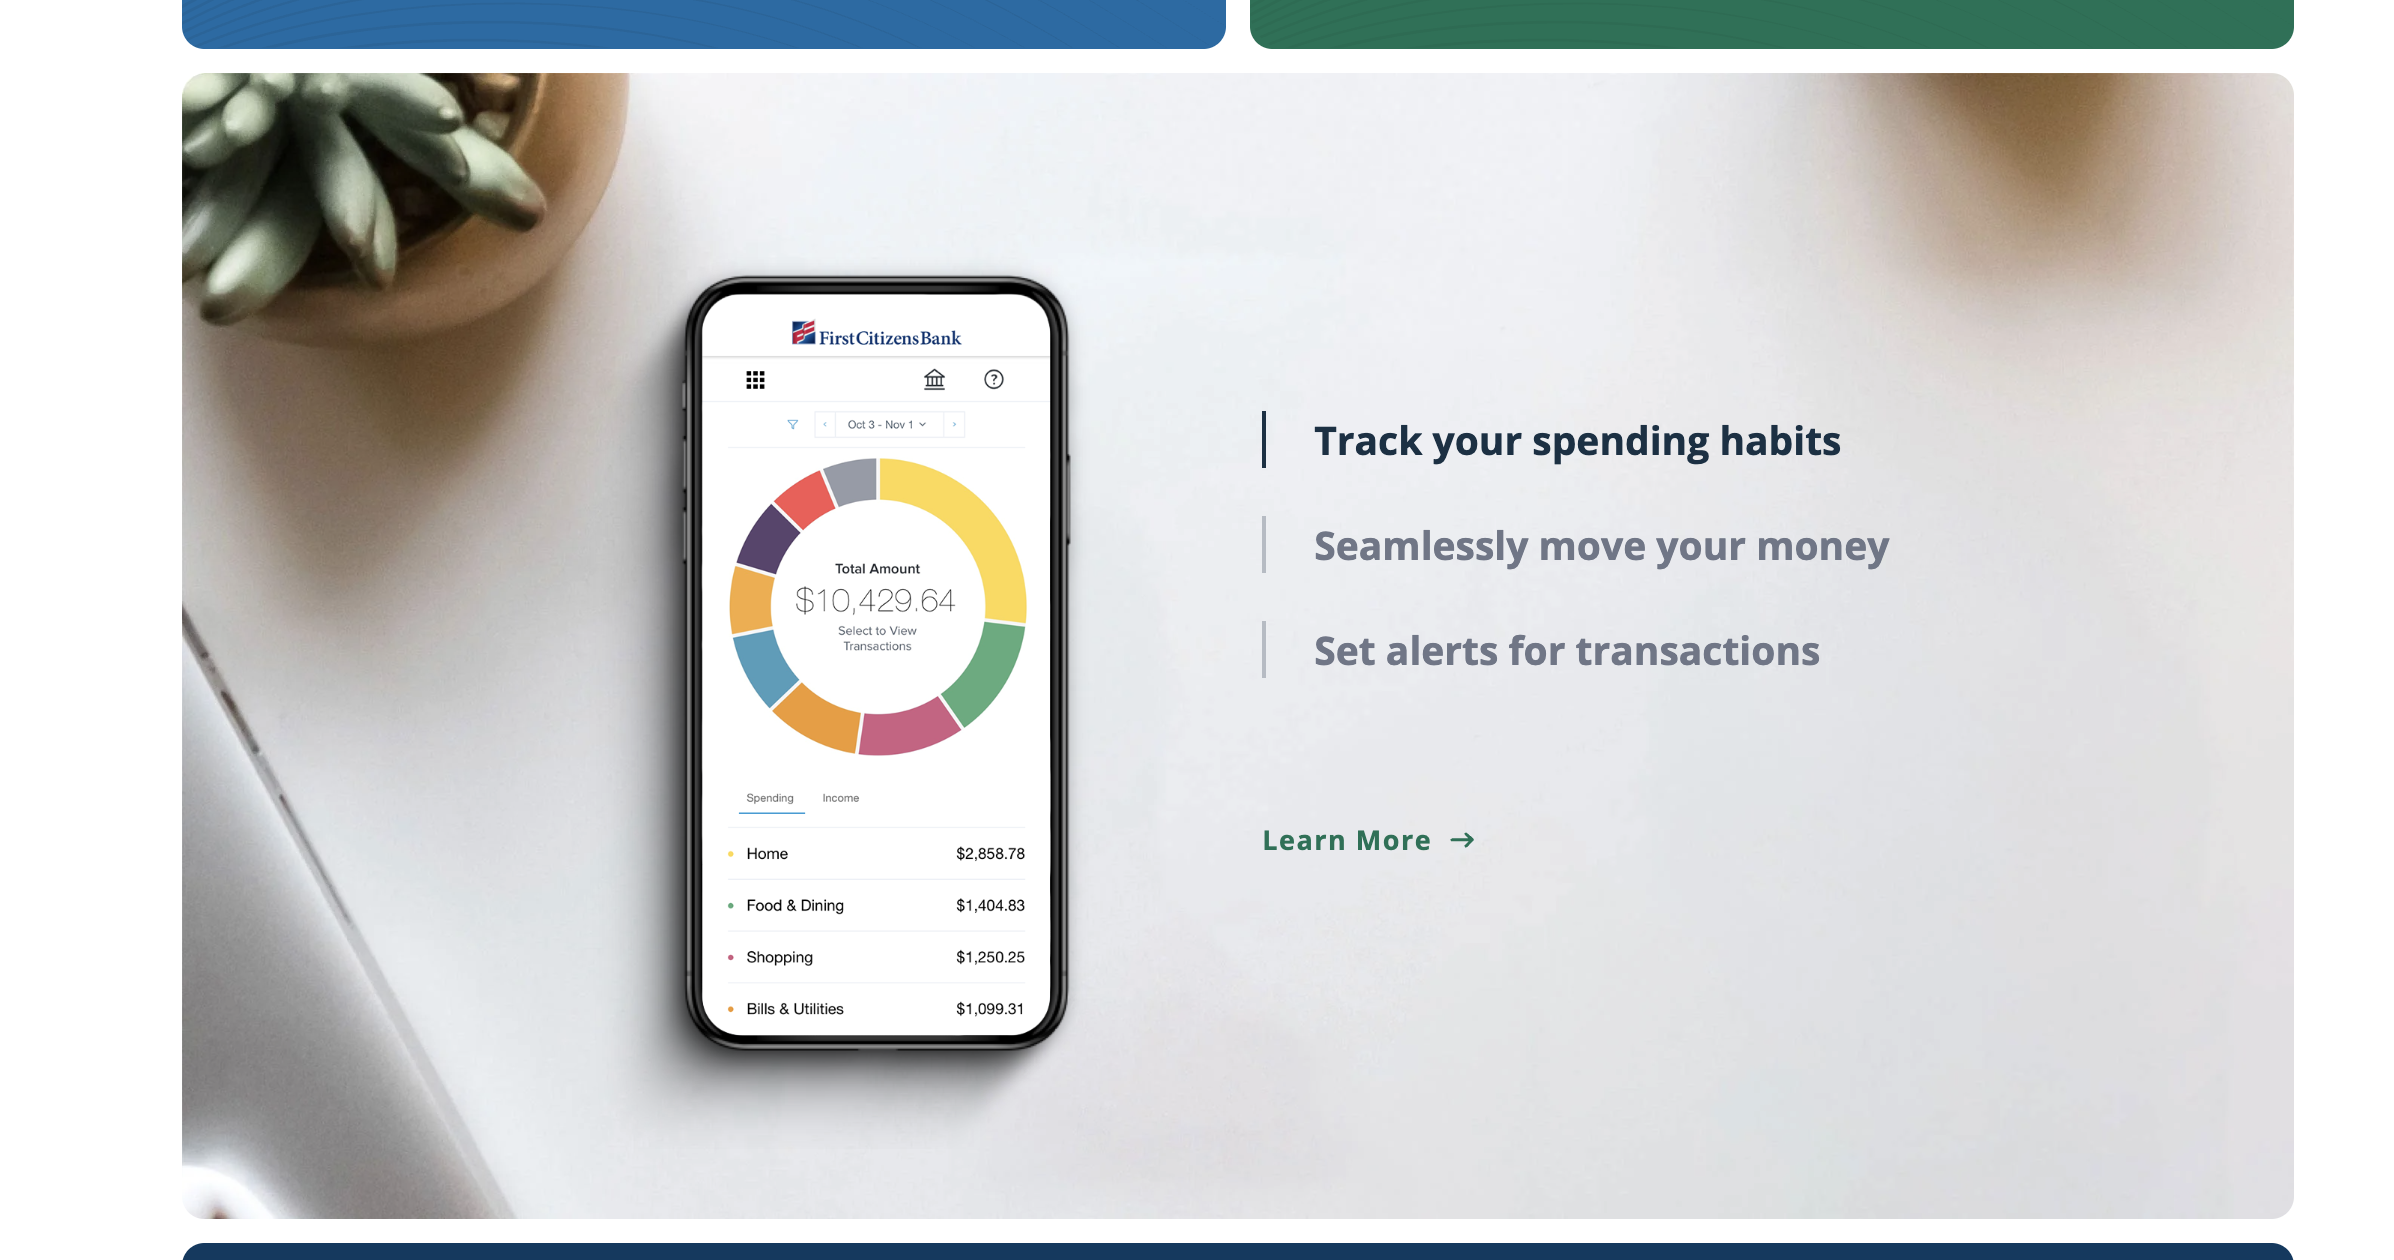 FirstCitizensBank
Oct 3 - Nov 1
Total Amount
$10,429.64
Select to View
Transactions
Spending Income
Home $2,858.78
Food & Dining $1,404.83
Shopping $1,250.25
Bills & Utilities $1,099.31
Track your spending habits
Seamlessly move your money
Set alerts for transactions
Learn More →